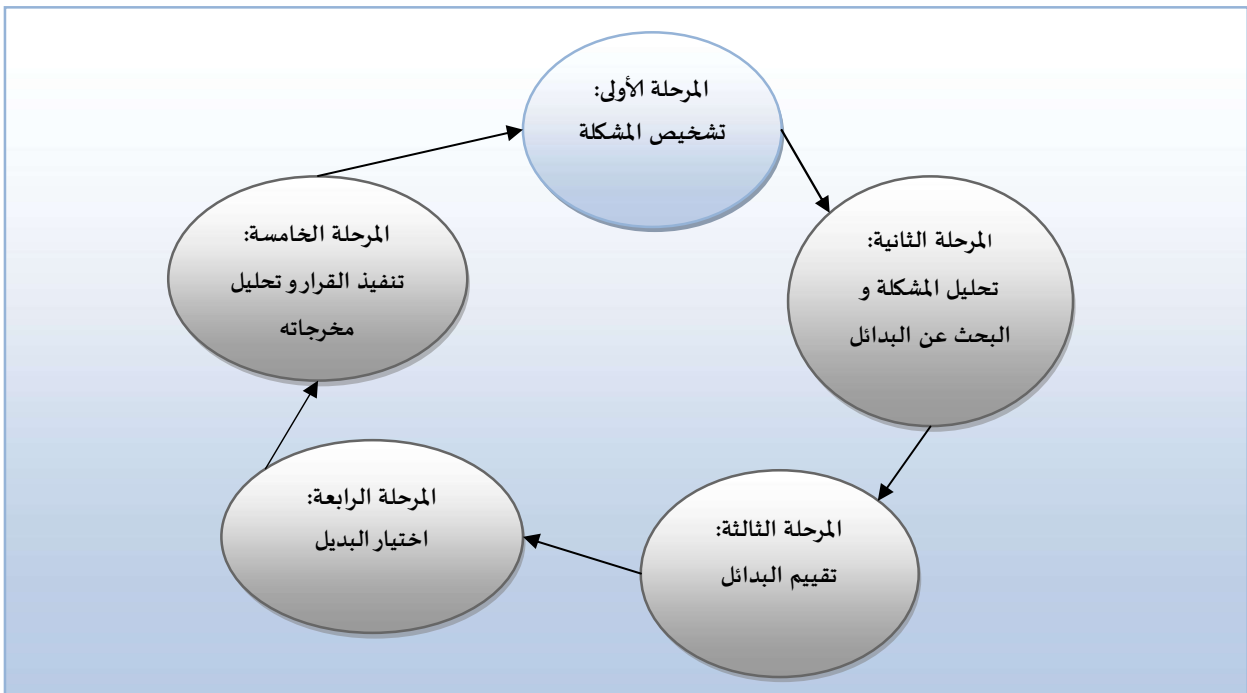 المرحلة الأولى:
تشخيص المشكلة
المرحلة الثانية:
تحليل المشكلة و
البحث عن البدائل
المرحلة الثالثة:
تقييم البدائل
المرحلة الرابعة:
اختيار البديل
المرحلة الخامسة:
تنفيذ القرار و تحليل
مخرجاته